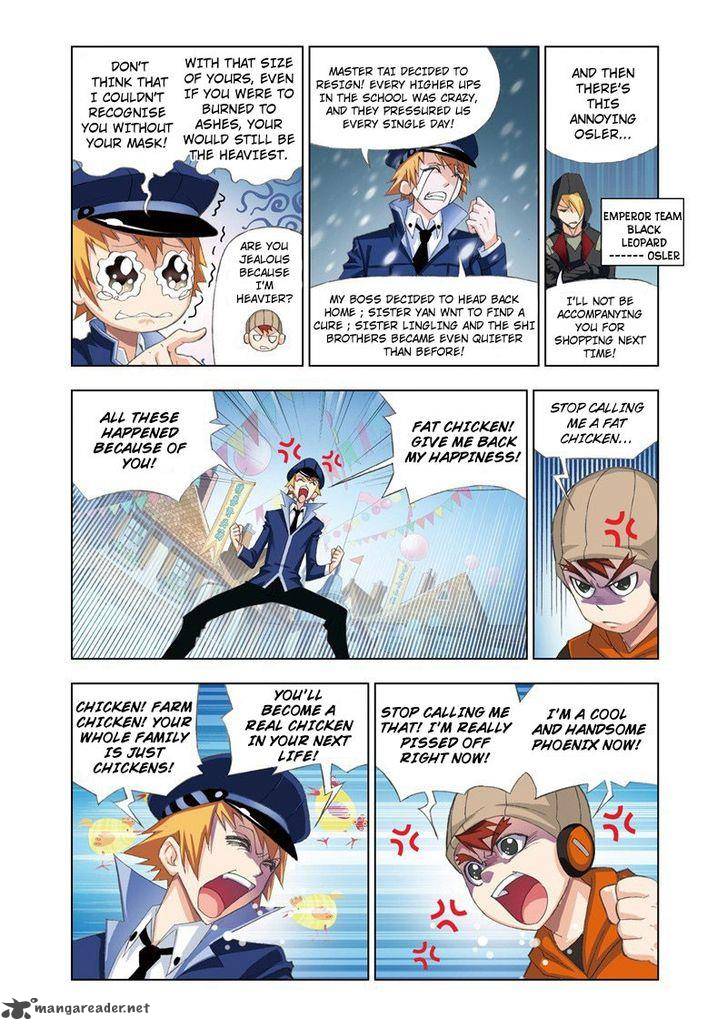 DON'T
THINK THAT
I COULDN'T
RECOGNISE
YOU WITHOUT
YOUR MASK!
WITH THAT SIZE
OF YOURS, EVEN
IF YOU WERE TO
BURNED TO
ASHES, YOUR
WOULD STILL BE
THE HEAVIEST.
ARE YOU
JEALOUS
BECAUSE
I'M
HEAVIER?
MASTER TAI DECIDED TO
RESIGN! EVERY HIGHER UPS
IN THE SCHOOL WAS CRAZY,
AND THEY PRESSURED US
EVERY SINGLE DAY!
MY BOSS DECIDED TO HEAD BACK
HOME ; SISTER YAN WNT TO FIND A
CURE ; SISTER LINGLING AND THE SHI
BROTHERS BECAME EVEN QUIETER
THAN BEFORE!
AND THEN
THERE'S
THIS
ANNOYING
OSLER...
EMPEROR TEAM
BLACK
LEOPARD
------ OSLER
I'LL NOT BE
ACCOMPANYING
YOU FOR
SHOPPING NEXT
TIME!
ALL THESE
HAPPENED
BECAUSE OF
YOU!
FAT CHICKEN!
GIVE ME BACK
MY HAPPINESS!
STOP CALLING
ME A FAT
CHICKEN...
CHICKEN! FARM
CHICKEN! YOUR
WHOLE FAMILY
IS JUST
CHICKENS!
YOU'LL
BECOME A
REAL CHICKEN
IN YOUR NEXT
LIFE!
STOP CALLING ME
THAT! I'M REALLY
PISSED OFF
RIGHT NOW!
I'M A COOL
AND HANDSOME
PHOENIX NOW!
mangareader.net